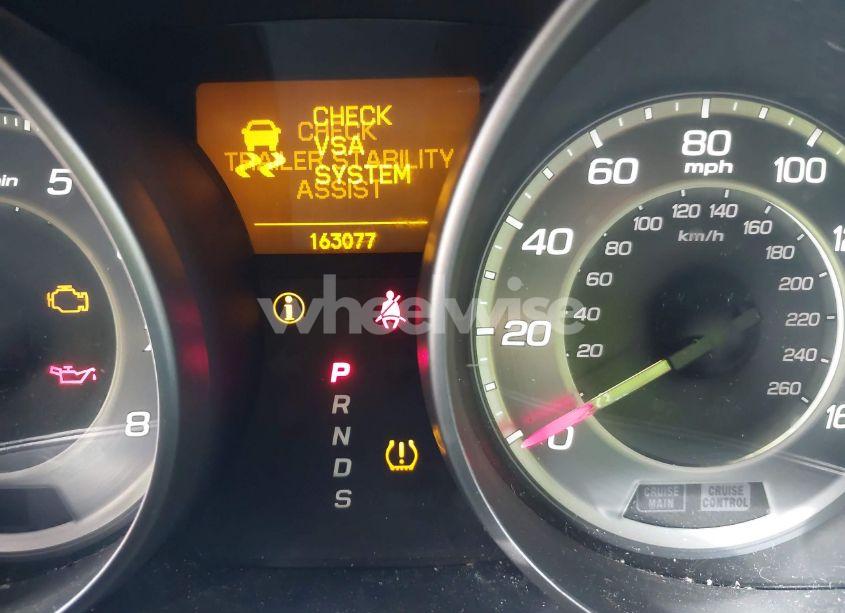 CHECK
CHECK
VSA
TRAILER STABILITY
SYSTEM
ASSIST
163077
wheelwise
min
5
8
P
R
N
D
S
0
20
40
60
80
100
mph
km/h
20
40
60
80
100
120
140
160
180
200
220
240
260
CRUISE
MAIN
CRUISE
CONTROL